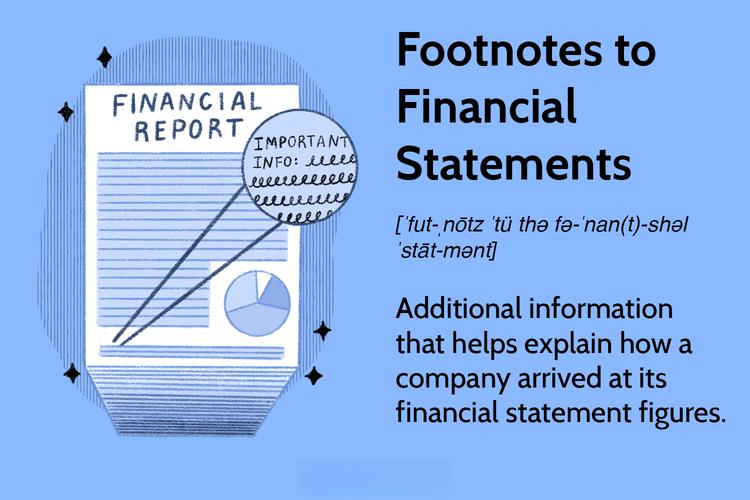 FINANCIAL
REPORT
IMPORTANT
INFO:
Footnotes to
Financial
Statements
[ˈfut-ˌnōtz ˈtü thə fə-ˈnan(t)-shəl
ˈstāt-mənt]
Additional information
that helps explain how a
company arrived at its
financial statement figures.